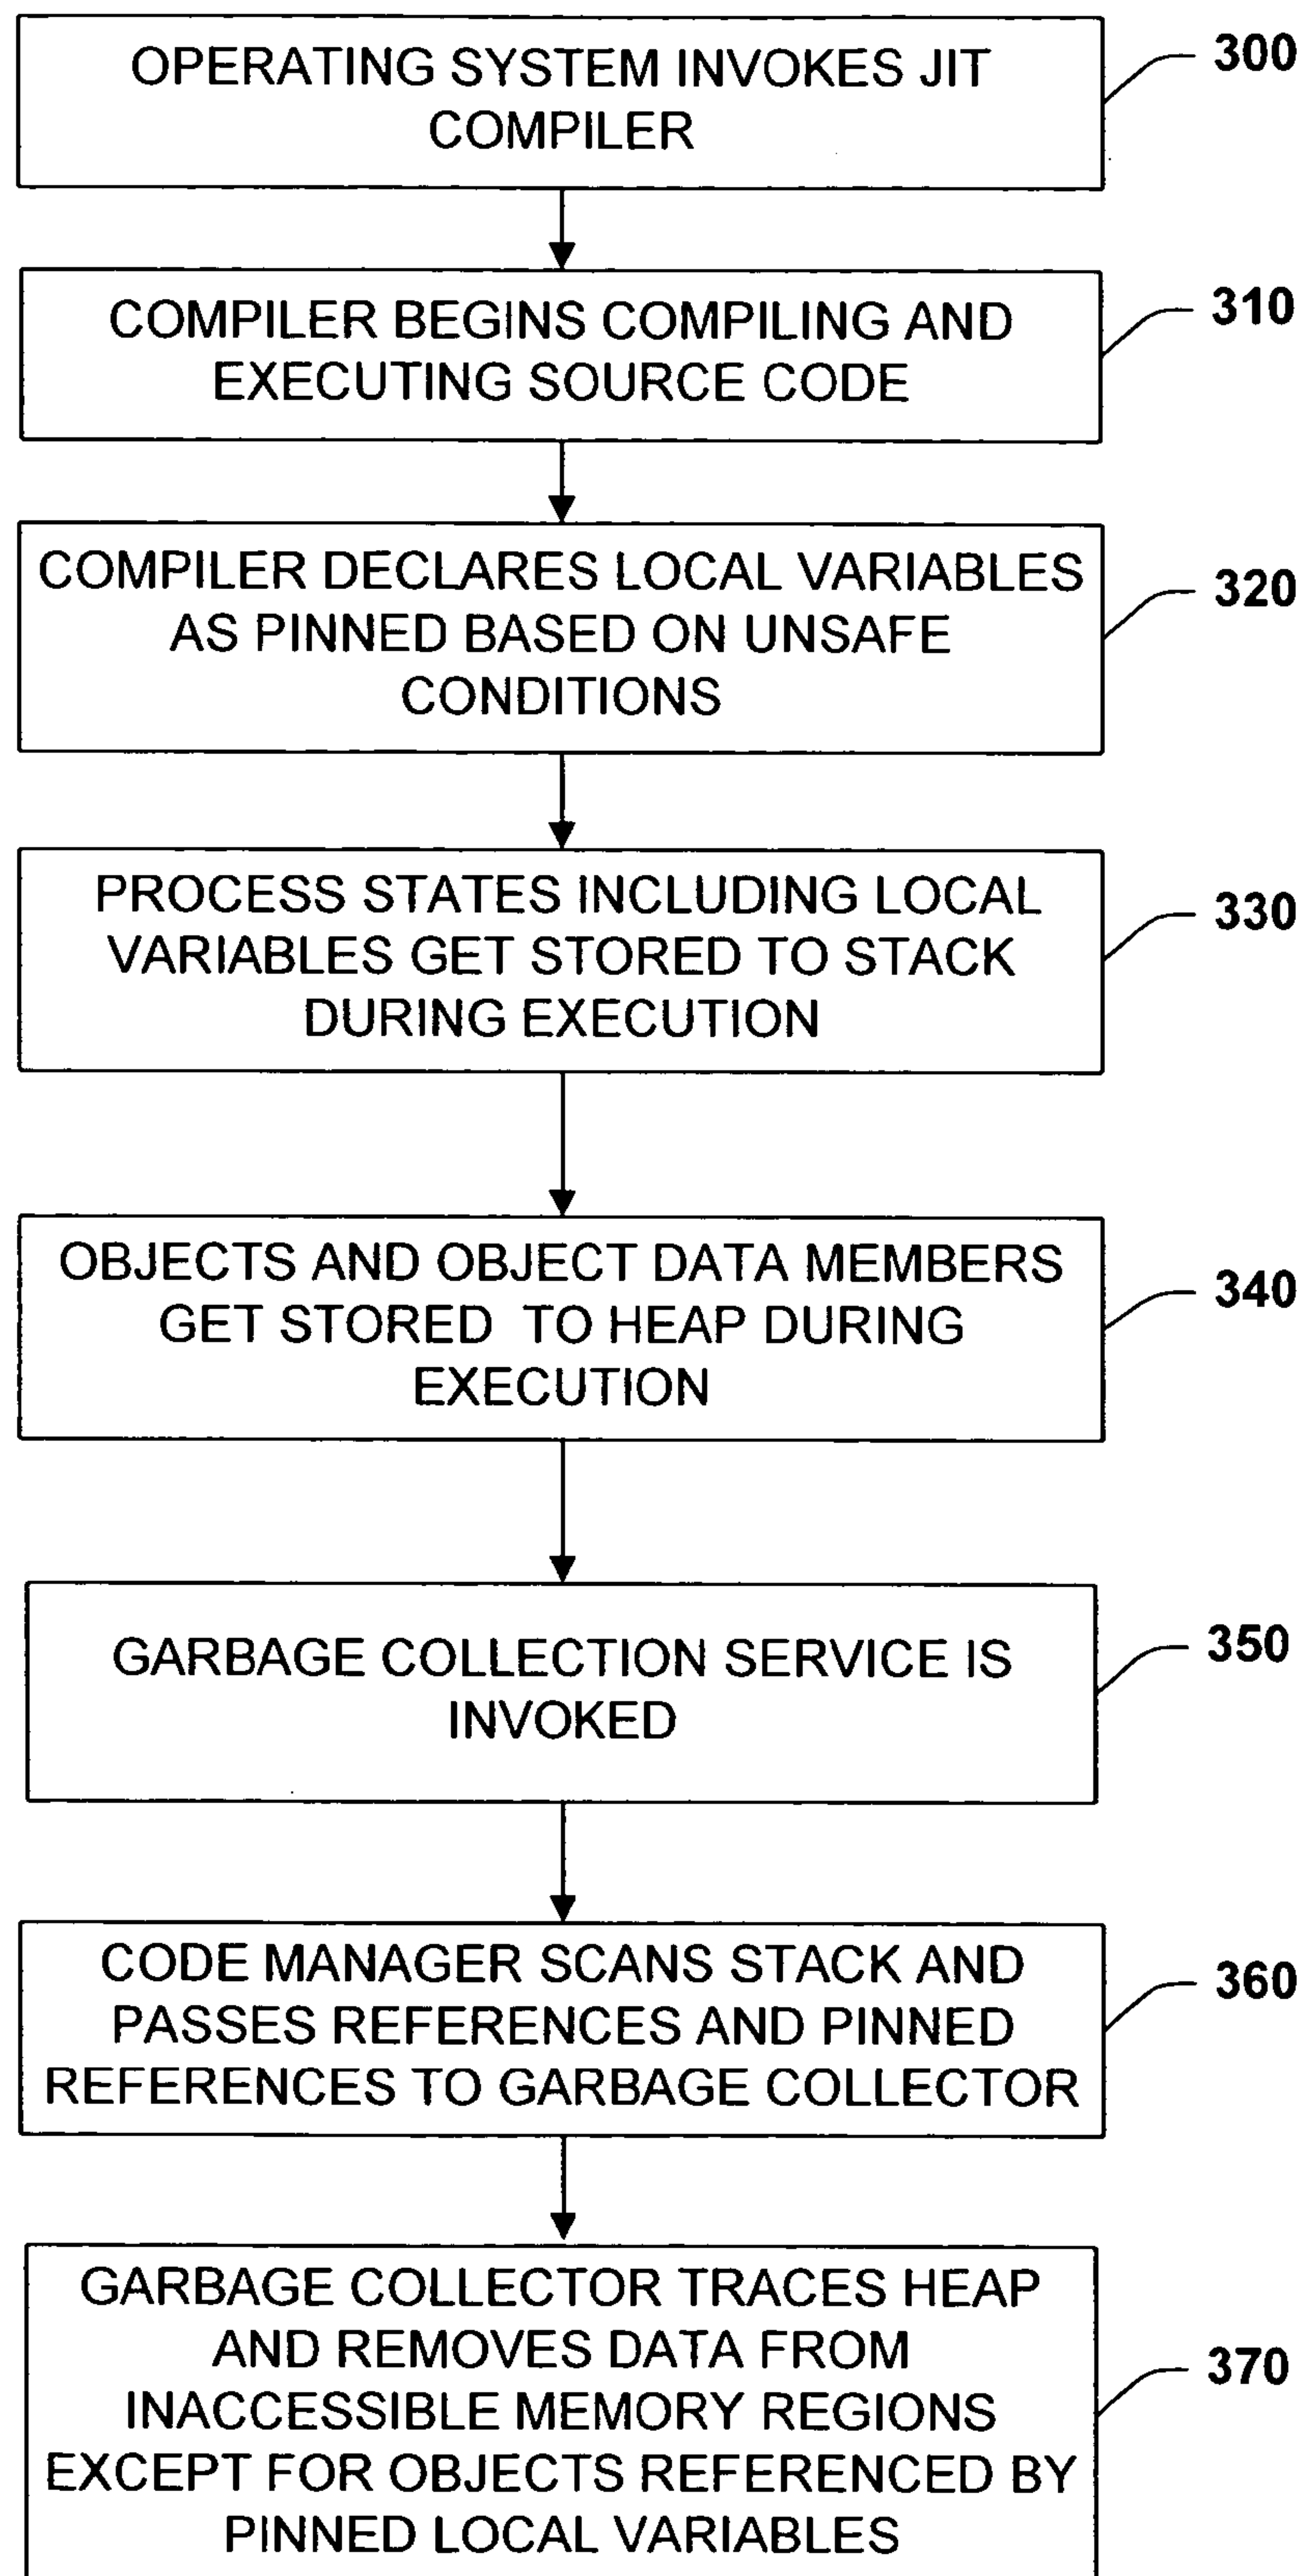 OPERATING SYSTEM INVOKES JIT
COMPILER
300
COMPILER BEGINS COMPILING AND
EXECUTING SOURCE CODE
310
COMPILER DECLARES LOCAL VARIABLES
AS PINNED BASED ON UNSAFE
CONDITIONS
320
PROCESS STATES INCLUDING LOCAL
VARIABLES GET STORED TO STACK
DURING EXECUTION
330
OBJECTS AND OBJECT DATA MEMBERS
GET STORED TO HEAP DURING
EXECUTION
340
GARBAGE COLLECTION SERVICE IS
INVOKED
350
CODE MANAGER SCANS STACK AND
PASSES REFERENCES AND PINNED
REFERENCES TO GARBAGE COLLECTOR
360
GARBAGE COLLECTOR TRACES HEAP
AND REMOVES DATA FROM
INACCESSIBLE MEMORY REGIONS
EXCEPT FOR OBJECTS REFERENCED BY
PINNED LOCAL VARIABLES
370